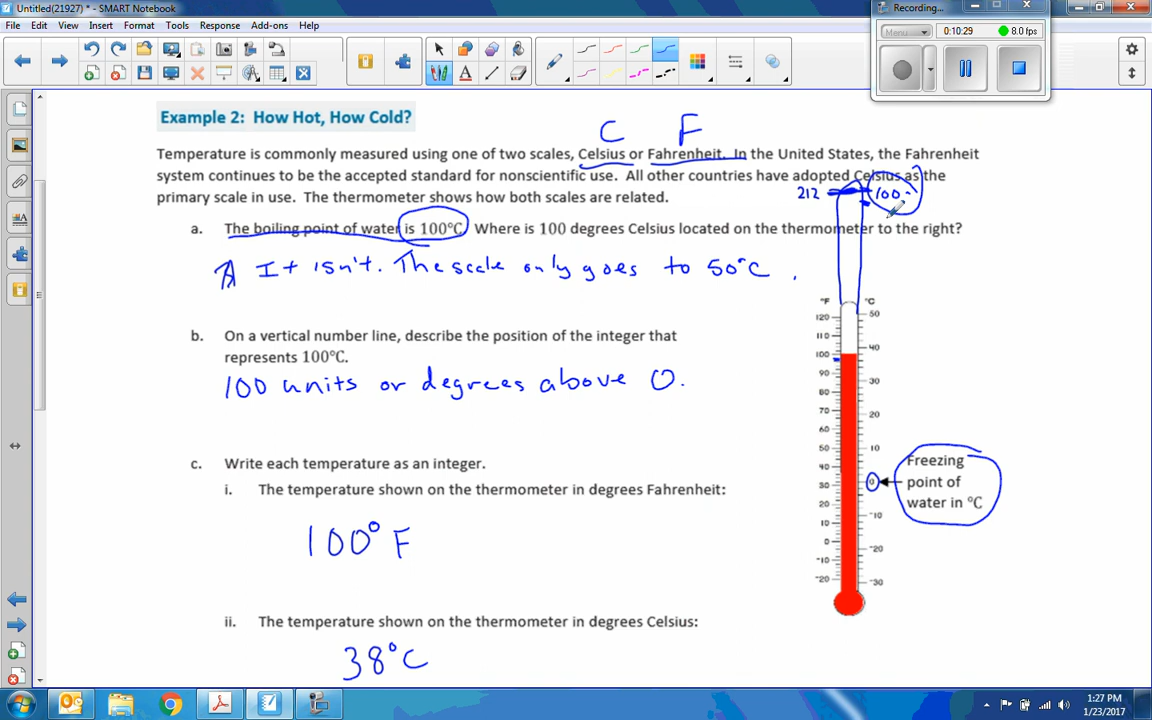 Untitled(21927) * - SMART Notebook
Recording...
File Edit View Insert Format Tools Response Add-ons Help
Menu 0:10:29 8.0 fps
Example 2: How Hot, How Cold?
C F
Temperature is commonly measured using one of two scales, Celsius or Fahrenheit. In the United States, the Fahrenheit
system continues to be the accepted standard for nonscientific use. All other countries have adopted Celsius as the
primary scale in use. The thermometer shows how both scales are related.
212 100
a. The boiling point of water is 100°C. Where is 100 degrees Celsius located on the thermometer to the right?
It isn't. The scale only goes to 50°C.
b. On a vertical number line, describe the position of the integer that
represents 100°C.
100 units or degrees above 0.
c. Write each temperature as an integer.
i. The temperature shown on the thermometer in degrees Fahrenheit:
100°F
ii. The temperature shown on the thermometer in degrees Celsius:
38°C
°F °C
120 50
110
100 40
90
80 30
70
60 20
50 10
40
30 0
20
10 -10
0
-10 -20
-20 -30
Freezing
point of
water in °C
1:27 PM
1/23/2017